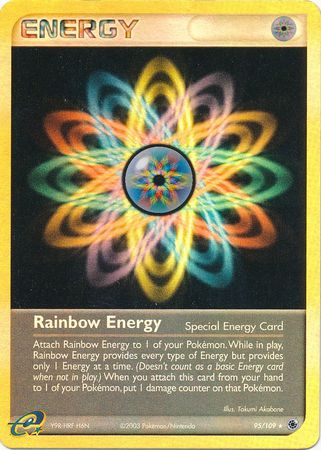 ENERGY
Rainbow Energy Special Energy Card
Attach Rainbow Energy to 1 of your Pokémon. While in play,
Rainbow Energy provides every type of Energy but provides
only 1 Energy at a time. (Doesn't count as a basic Energy
card when not in play.) When you attach this card from your hand
to 1 of your Pokémon, put 1 damage counter on that Pokémon.
Illus. Takumi Akabane
e
Y9R-HRF-H6N ©2003 Pokémon/Nintendo 95/109 ★